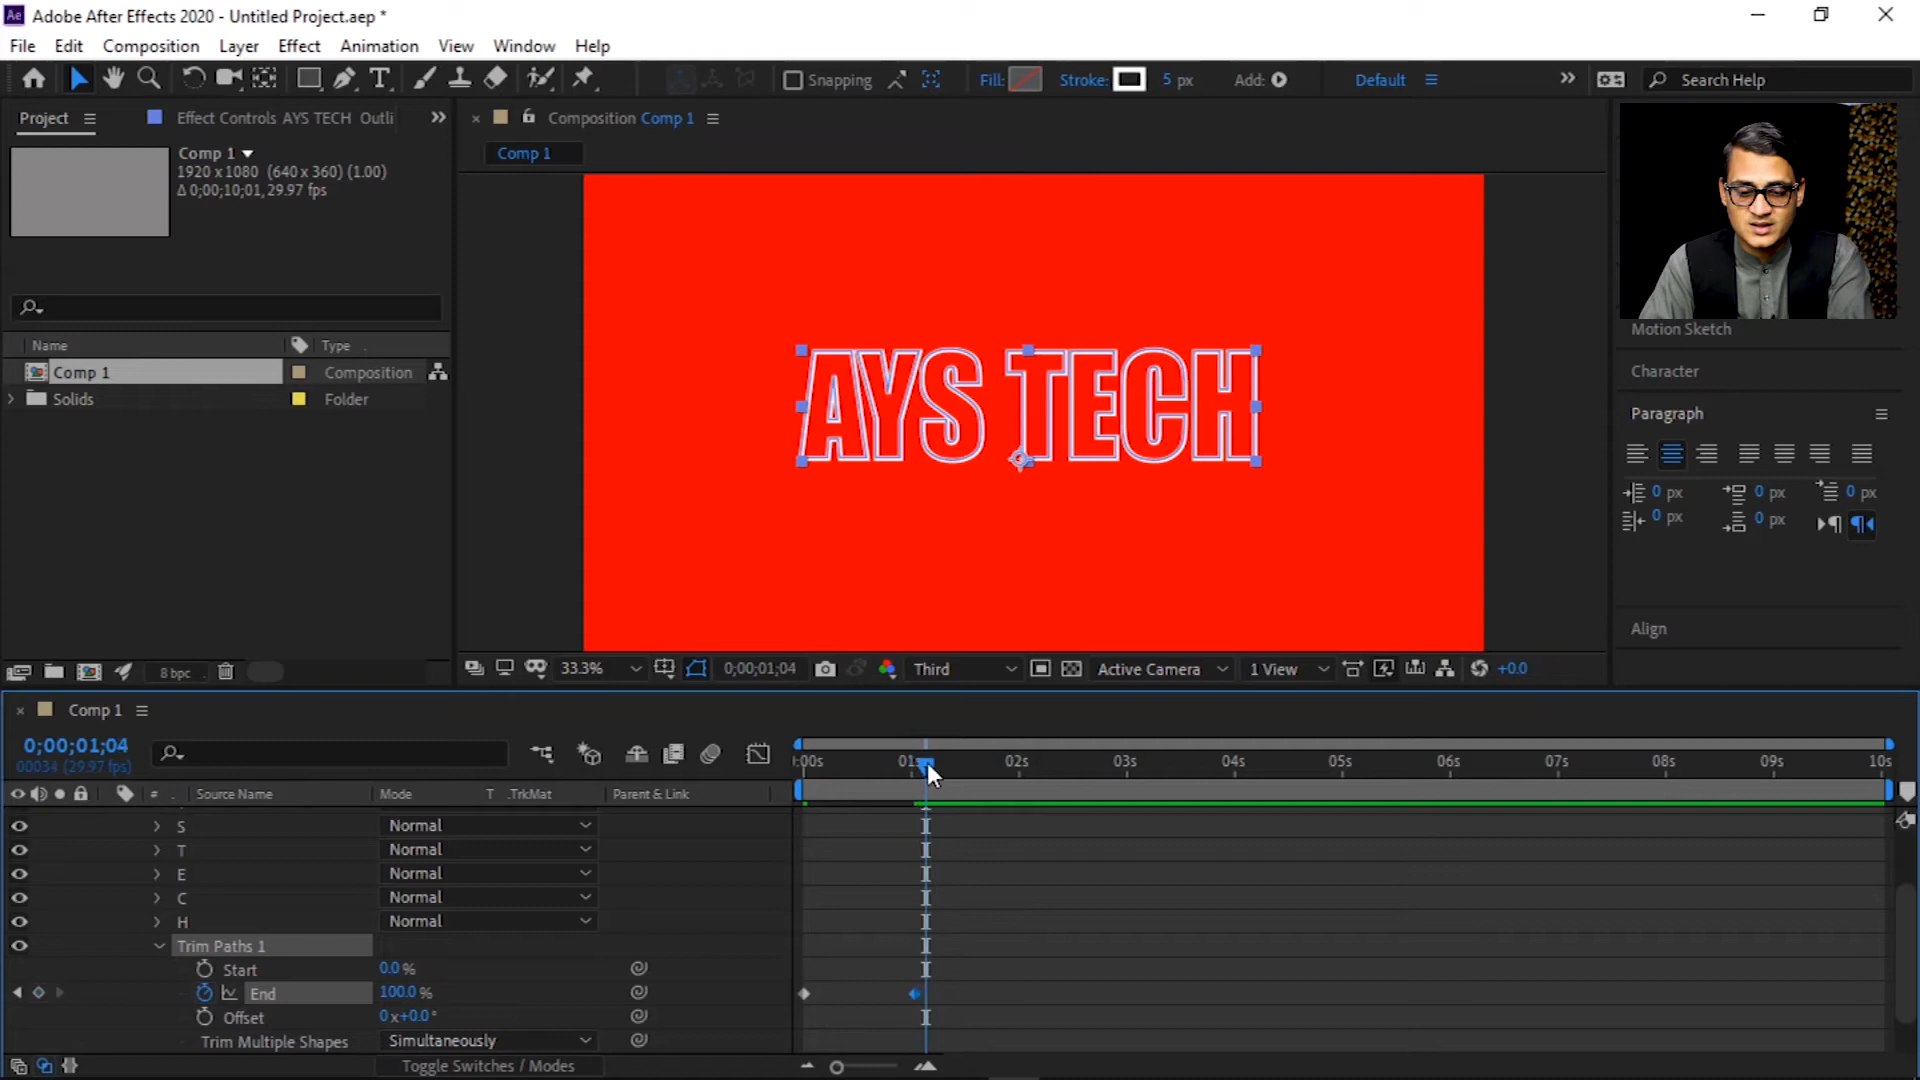 Adobe After Effects 2020 - Untitled Project.aep *
File Edit Composition Layer Effect Animation View Window Help
Snapping Fill: Stroke: 5 px Add: Default Search Help
Project Effect Controls AYS TECH Outli
Composition Comp 1
Comp 1
Comp 1
1920 x 1080 (640 x 360) (1.00)
Δ 0;00;10;01, 29.97 fps
AYS TECH
Motion Sketch
Character
Paragraph
0 px 0 px 0 px
0 px 0 px
Align
Name Type
Comp 1 Composition
Solids Folder
8 bpc
33.3% 0;00;01;04 Third Active Camera 1 View +0.0
Comp 1
0;00;01;04
00034 (29.97 fps)
:00s 01s 02s 03s 04s 05s 06s 07s 08s 09s 10s
# . Source Name Mode T .TrkMat Parent & Link
S Normal
T Normal
E Normal
C Normal
H Normal
Trim Paths 1
Start 0.0 %
End 100.0 %
Offset 0 x+0.0°
Trim Multiple Shapes Simultaneously
Toggle Switches / Modes